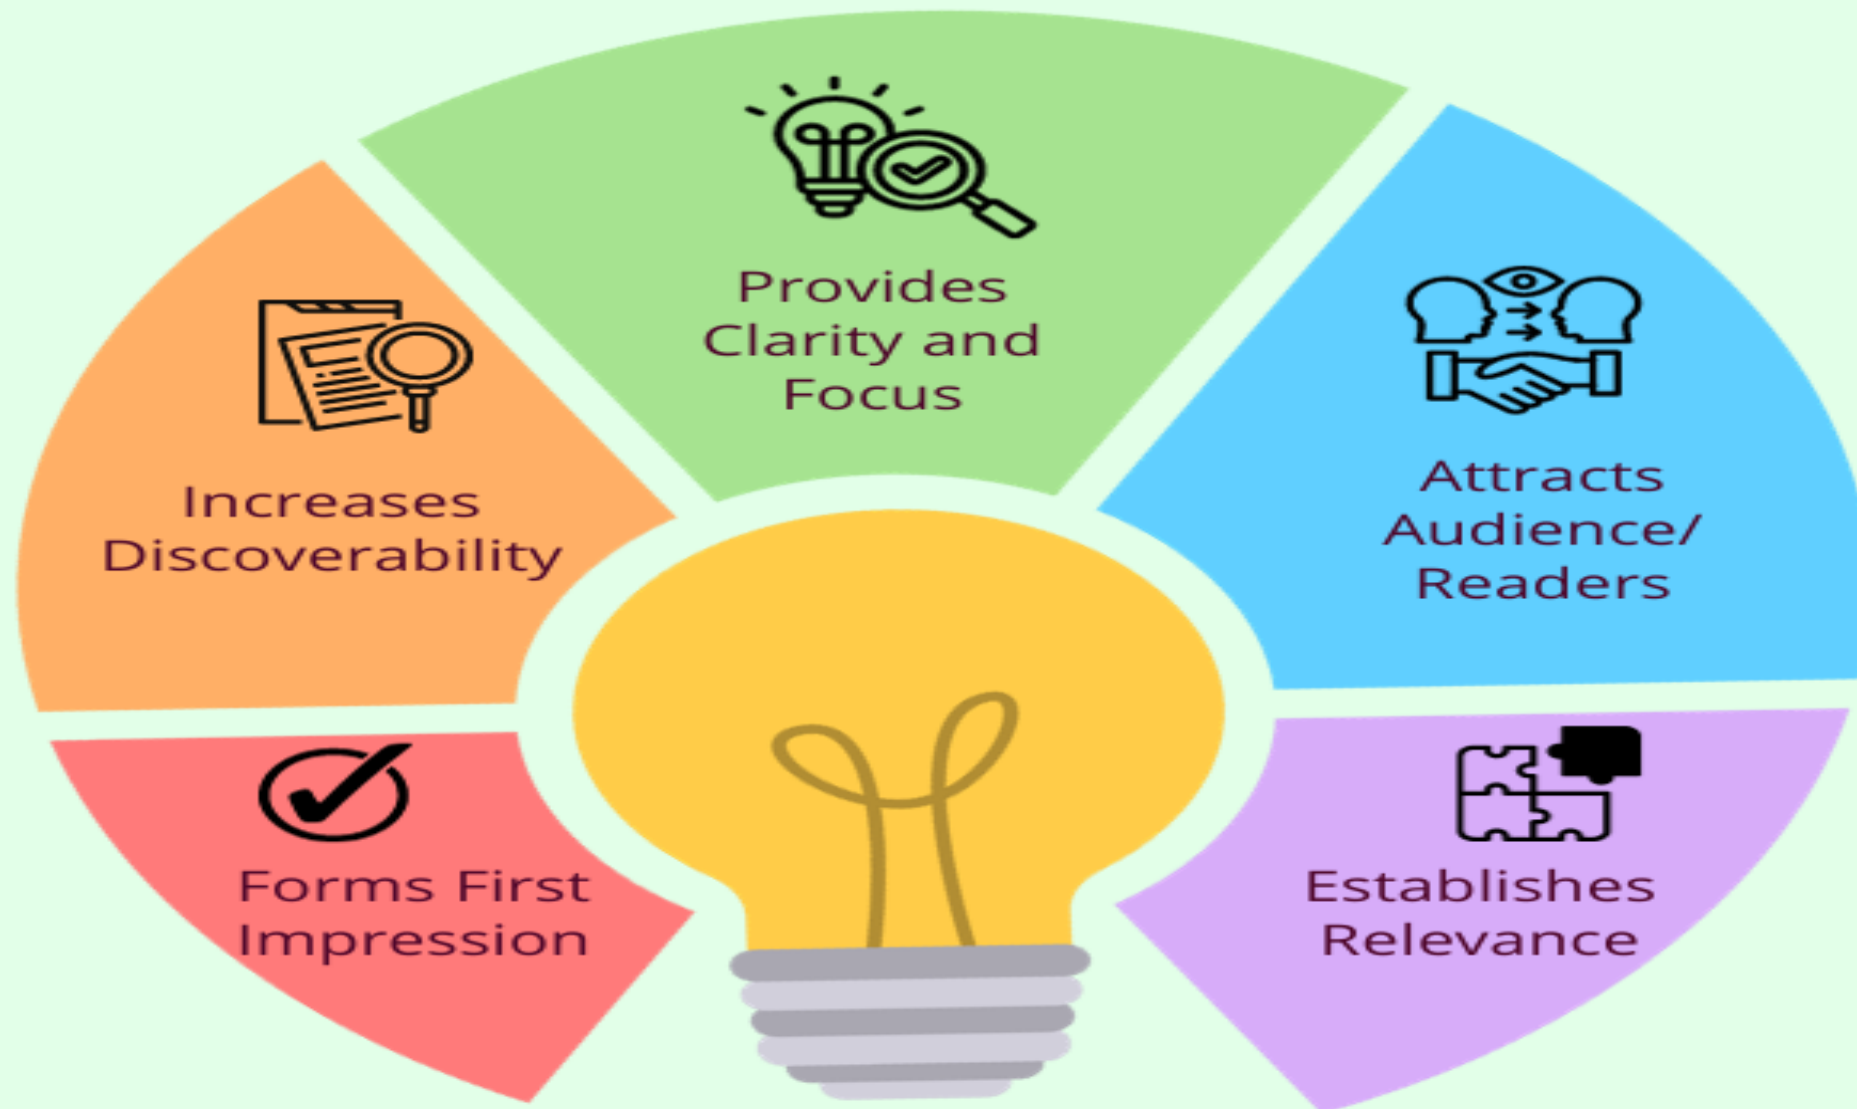 Provides
Clarity and
Focus
Increases
Discoverability
Attracts
Audience/
Readers
Forms First
Impression
Establishes
Relevance